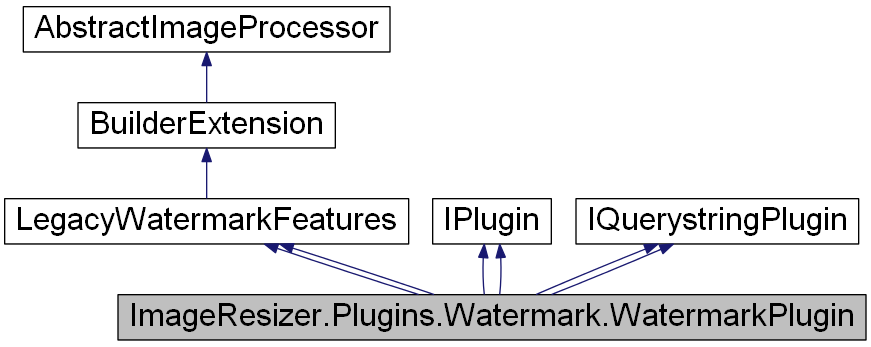 AbstractImageProcessor
BuilderExtension
LegacyWatermarkFeatures
IPlugin
IQuerystringPlugin
ImageResizer.Plugins.Watermark.WatermarkPlugin